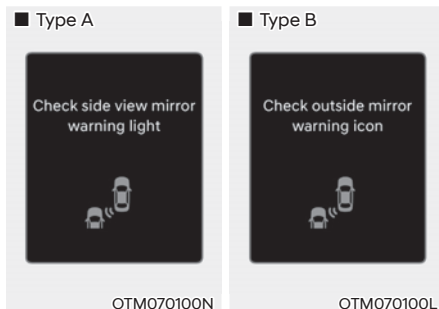 ■ Type A
Check side view mirror
warning light
OTM070100N
■ Type B
Check outside mirror
warning icon
OTM070100L